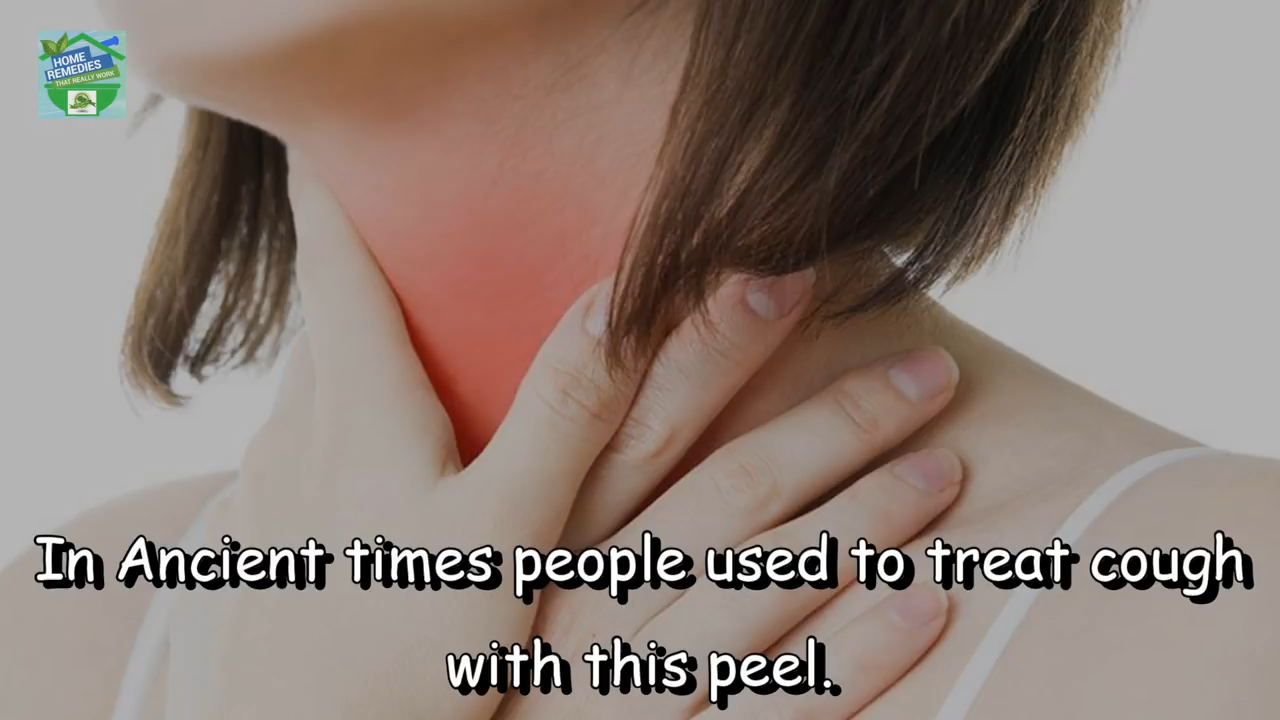 HOME
REMEDIES
THAT REALLY WORK
In Ancient times people used to treat cough
with this peel.